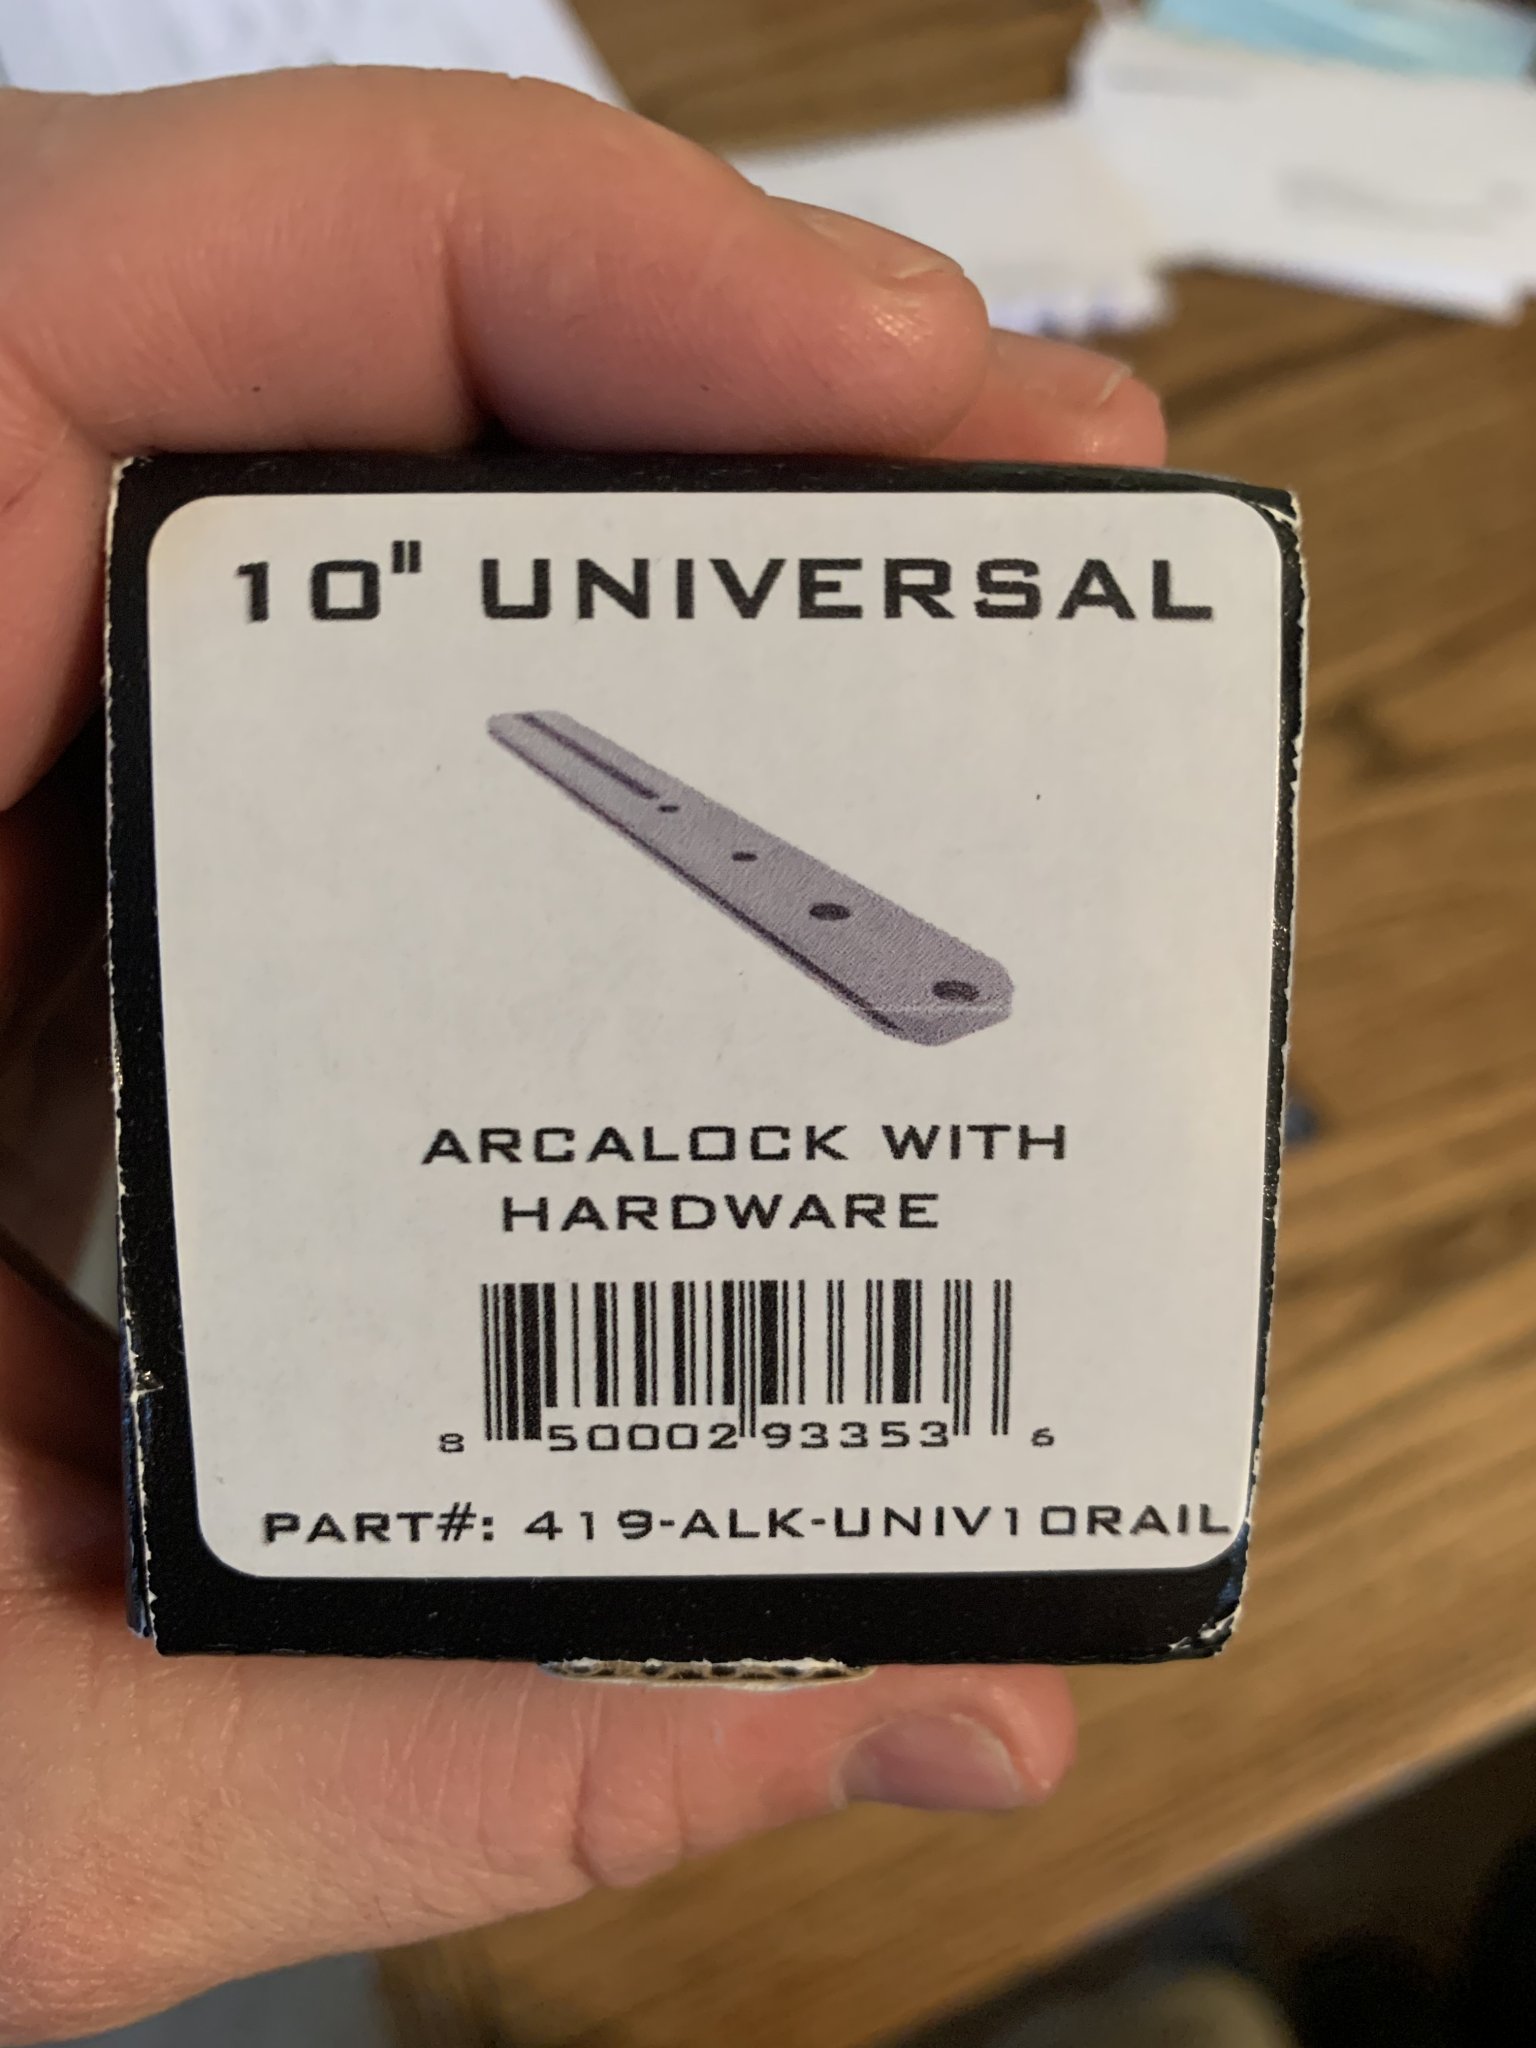 10" UNIVERSAL
ARCALOCK WITH
HARDWARE
8 50002 93353 6
PART#: 419-ALK-UNIV10RAIL